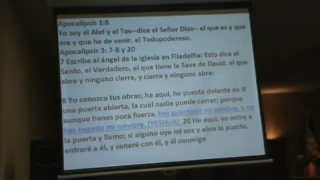 Apocalipsis 1:8
Yo soy el Alef y el Tav--dice el Señor Dios-- el que es y que
era y que ha de venir, el Todopoderoso.
Apocalipsis 3: 7-8 y 20
7 Escribe al ángel de la iglesia en Filadelfia: Esto dice el
Santo, el Verdadero, el que tiene la llave de David, el que
abre y ninguno cierra, y cierra y ninguno abre:
8 Yo conozco tus obras; he aquí, he puesto delante de ti
una puerta abierta, la cual nadie puede cerrar; porque
aunque tienes poca fuerza, has guardado mi palabra, y no
has negado mi nombre. (YESHUA) 20 He aquí, yo estoy a
la puerta y llamo; si alguno oye mi voz y abre la puerta,
entraré a él, y cenaré con él, y él conmigo